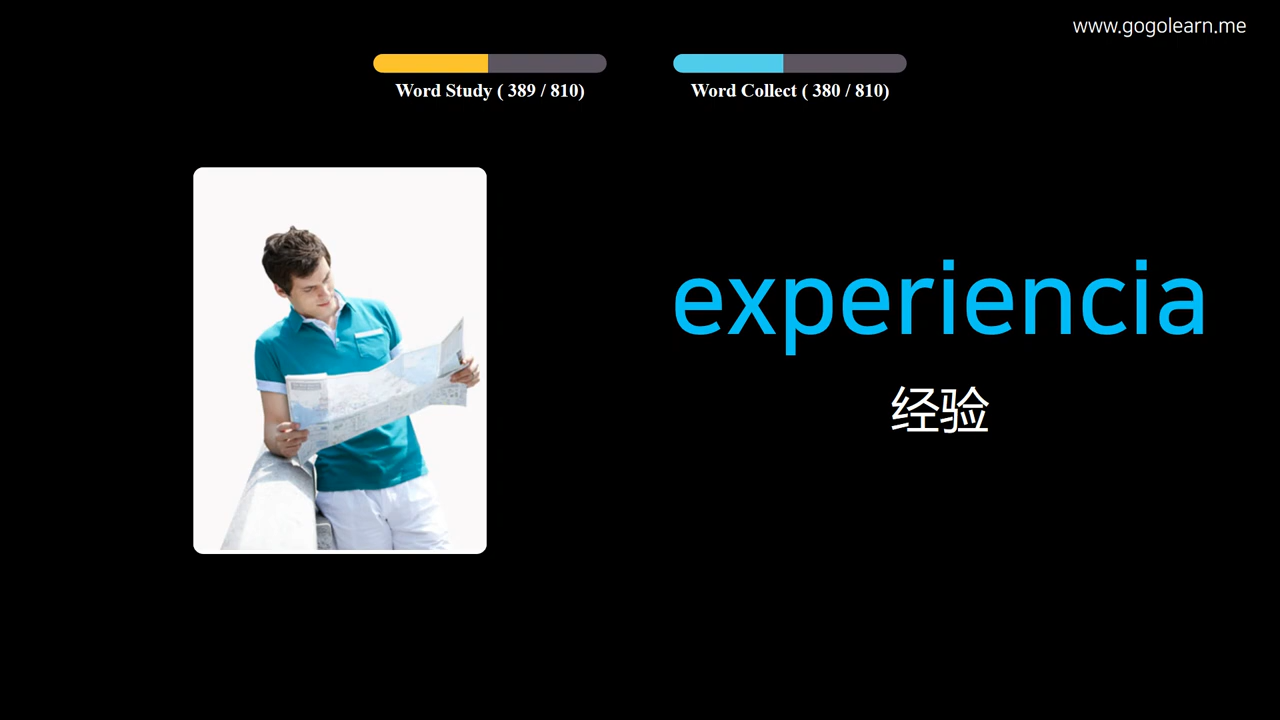 www.gogolearn.me
Word Study ( 389 / 810)
Word Collect ( 380 / 810)
experiencia
经验